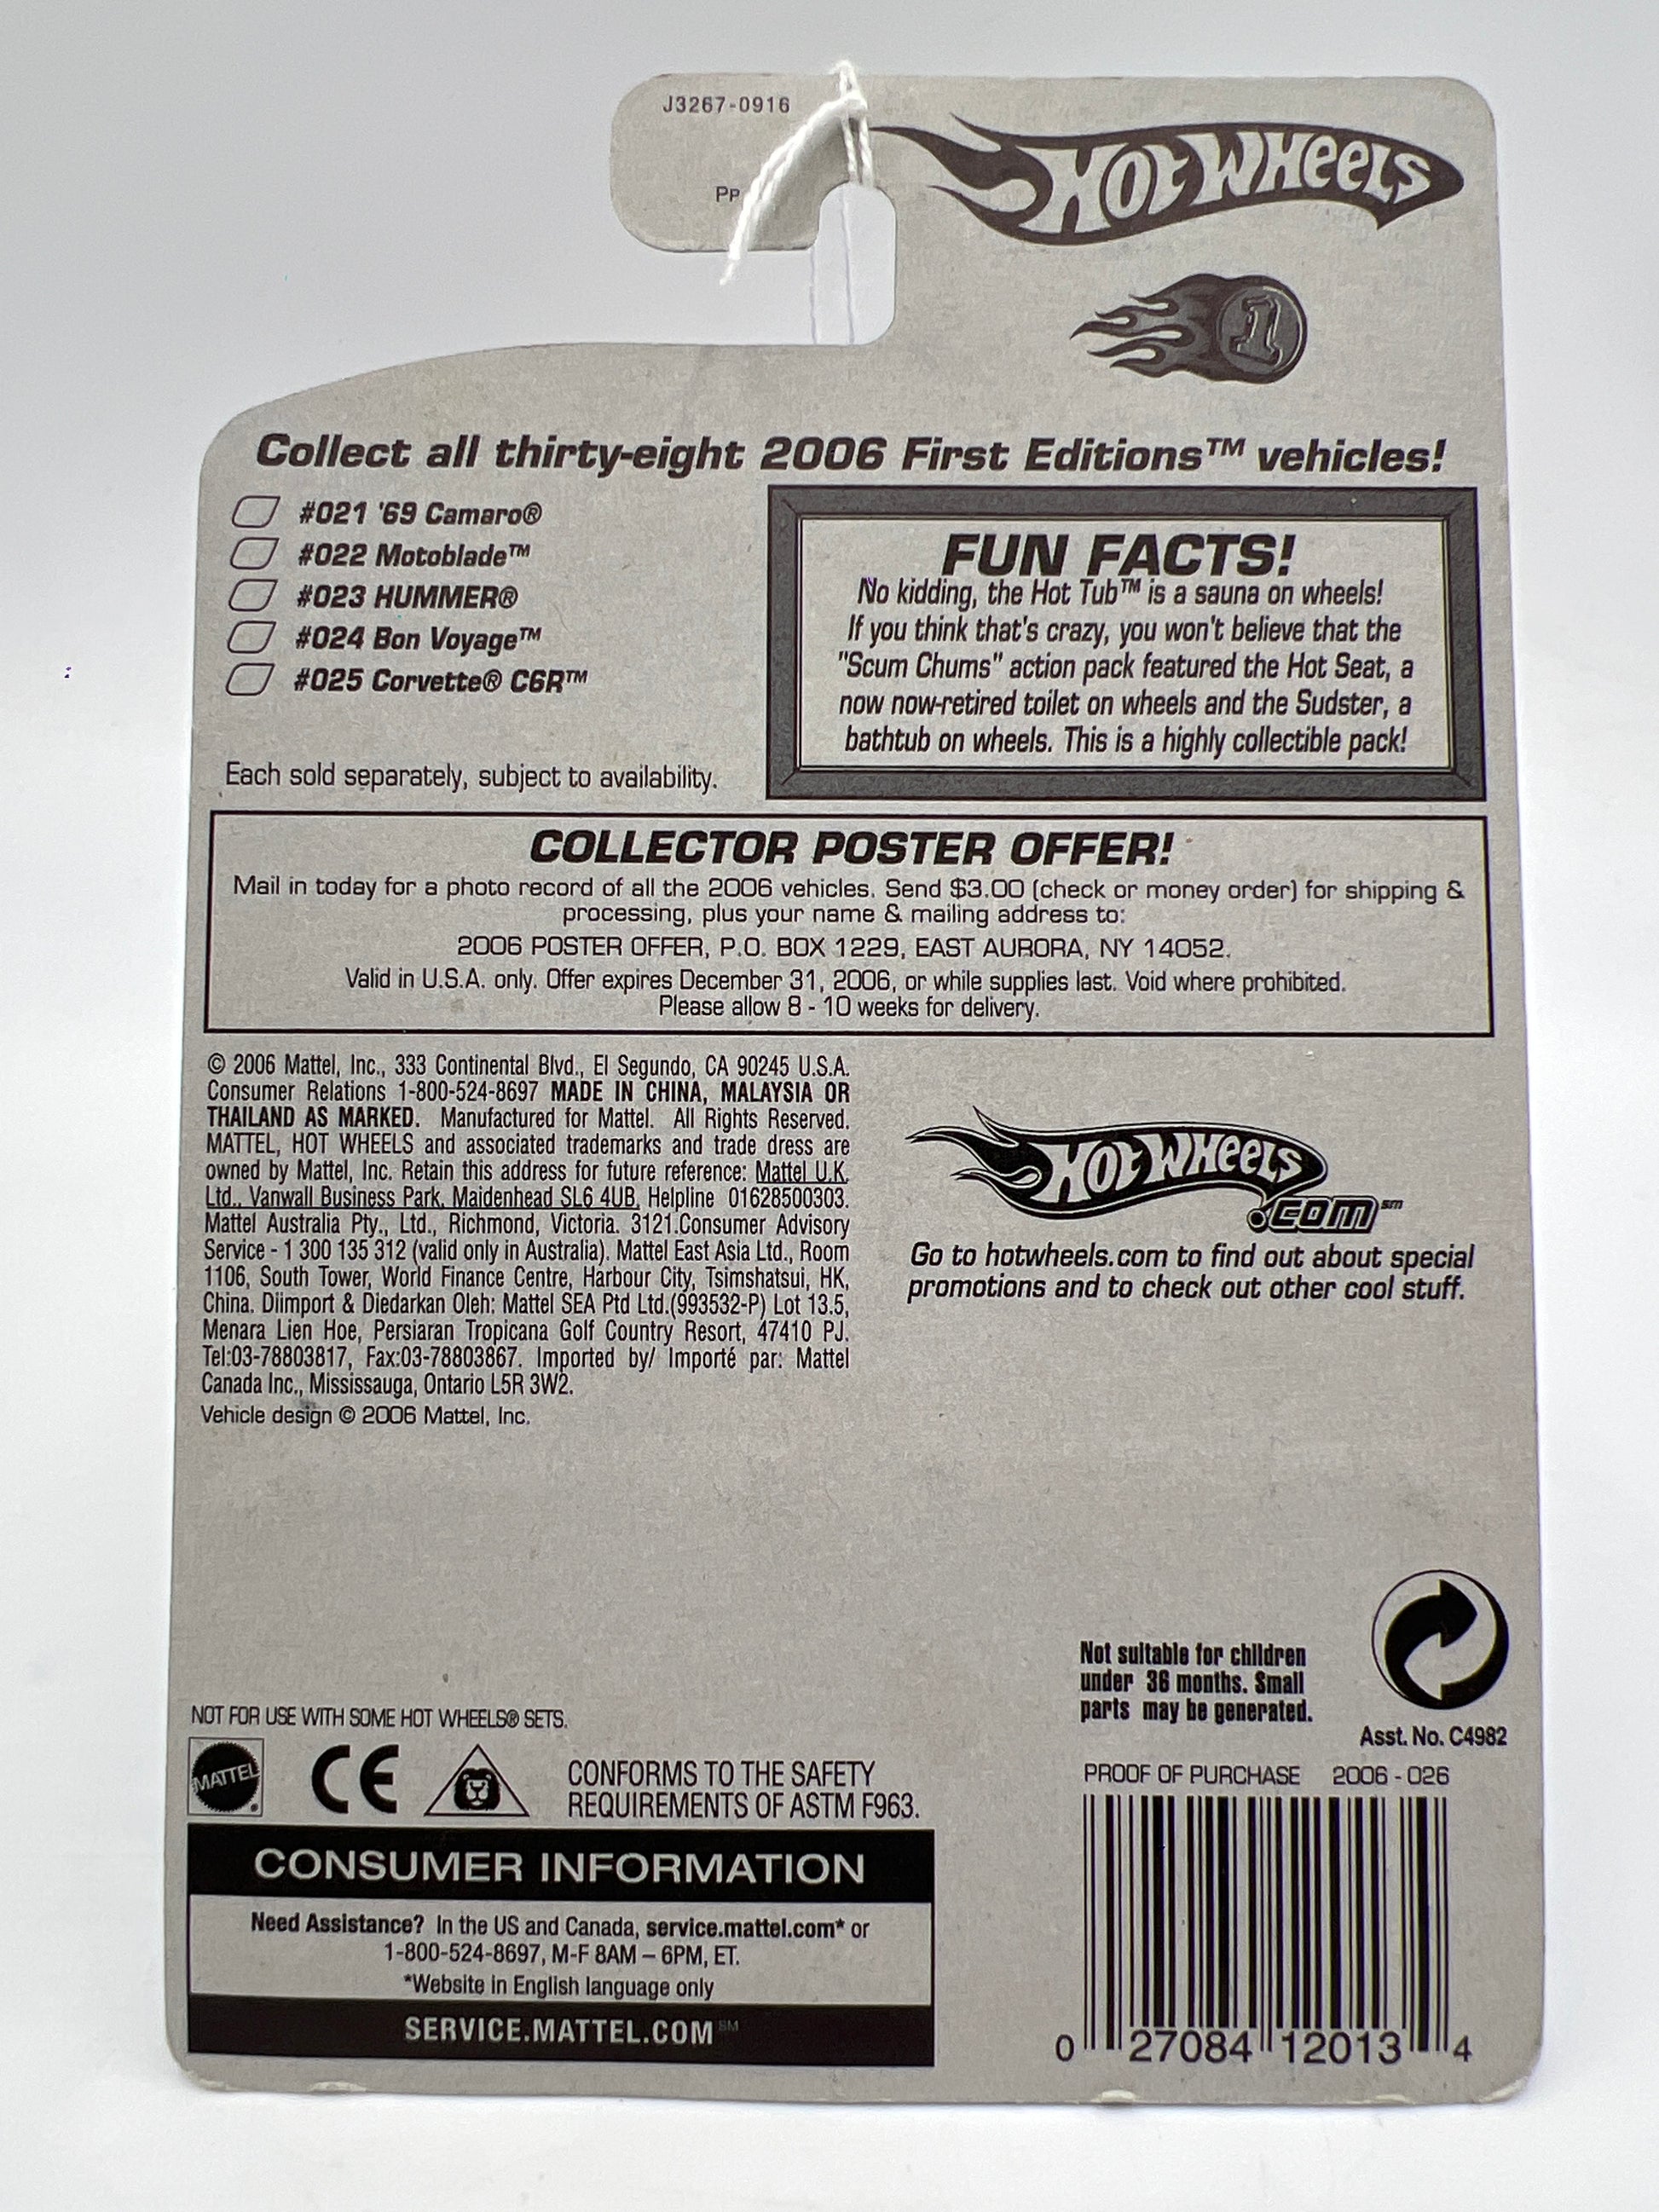 J3267-0916
HOT WHEELS
1
Collect all thirty-eight 2006 First Editions™ vehicles!
#021 '69 Camaro®
#022 Motoblade™
#023 HUMMER®
#024 Bon Voyage™
#025 Corvette® C6R™
Each sold separately, subject to availability.
FUN FACTS!
No kidding, the Hot Tub™ is a sauna on wheels!
If you think that's crazy, you won't believe that the
"Scum Chums" action pack featured the Hot Seat, a
now now-retired toilet on wheels and the Sudster, a
bathtub on wheels. This is a highly collectible pack!
COLLECTOR POSTER OFFER!
Mail in today for a photo record of all the 2006 vehicles. Send $3.00 (check or money order) for shipping &
processing, plus your name & mailing address to:
2006 POSTER OFFER, P.O. BOX 1229, EAST AURORA, NY 14052.
Valid in U.S.A. only. Offer expires December 31, 2006, or while supplies last. Void where prohibited.
Please allow 8 - 10 weeks for delivery.
© 2006 Mattel, Inc., 333 Continental Blvd., El Segundo, CA 90245 U.S.A.
Consumer Relations 1-800-524-8697 MADE IN CHINA, MALAYSIA OR
THAILAND AS MARKED. Manufactured for Mattel. All Rights Reserved.
MATTEL, HOT WHEELS and associated trademarks and trade dress are
owned by Mattel, Inc. Retain this address for future reference: Mattel U.K.
Ltd., Vanwall Business Park, Maidenhead SL6 4UB. Helpline 01628500303.
Mattel Australia Pty., Ltd., Richmond, Victoria. 3121.Consumer Advisory
Service - 1 300 135 312 (valid only in Australia). Mattel East Asia Ltd., Room
1106, South Tower, World Finance Centre, Harbour City, Tsimshatsui, HK,
China. Diimport & Diedarkan Oleh: Mattel SEA Ptd Ltd.(993532-P) Lot 13.5,
Menara Lien Hoe, Persiaran Tropicana Golf Country Resort, 47410 PJ.
Tel:03-78803817, Fax:03-78803867. Imported by/ Importé par: Mattel
Canada Inc., Mississauga, Ontario L5R 3W2.
Vehicle design © 2006 Mattel, Inc.
HOT WHEELS
.COM℠
Go to hotwheels.com to find out about special
promotions and to check out other cool stuff.
Not suitable for children
under 36 months. Small
parts may be generated.
Asst. No. C4982
PROOF OF PURCHASE 2006 - 026
0 27084 12013 4
NOT FOR USE WITH SOME HOT WHEELS® SETS.
MATTEL
CE
CONFORMS TO THE SAFETY
REQUIREMENTS OF ASTM F963.
CONSUMER INFORMATION
Need Assistance? In the US and Canada, service.mattel.com* or
1-800-524-8697, M-F 8AM – 6PM, ET.
*Website in English language only
SERVICE.MATTEL.COM℠